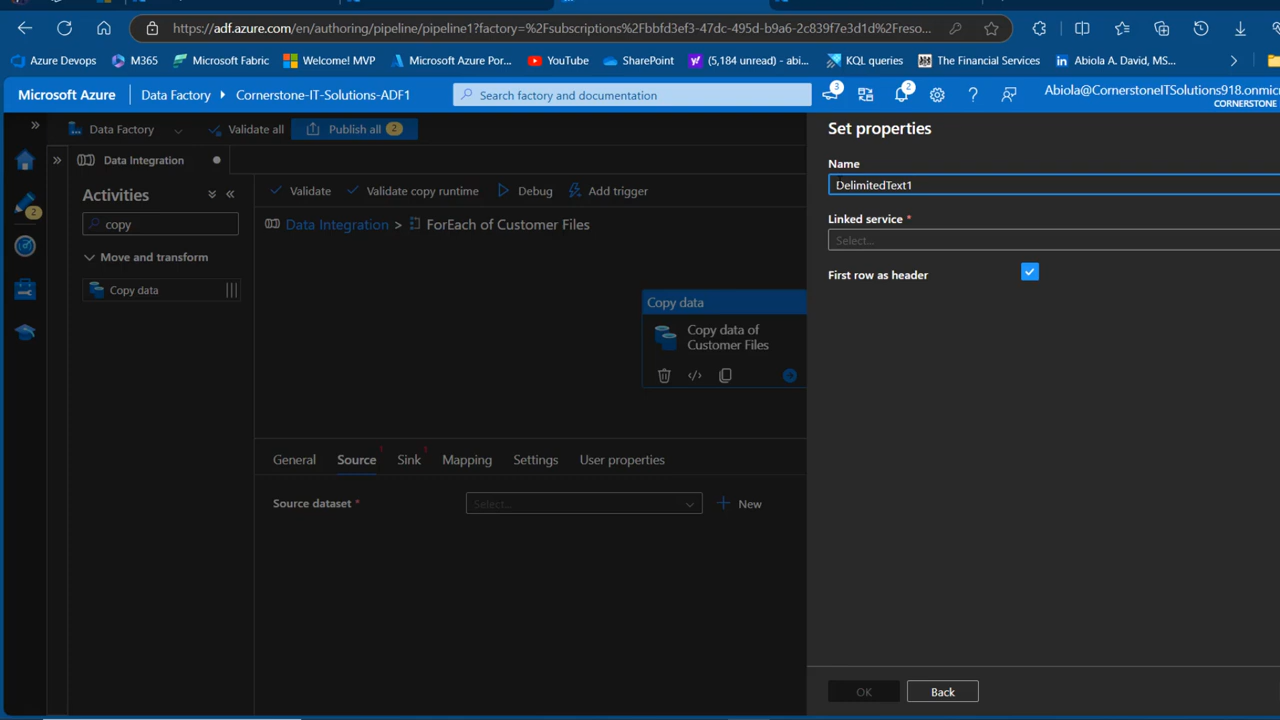 https://adf.azure.com/en/authoring/pipeline/pipeline1?factory=%2Fsubscriptions%2Fbbfd3ef3-47dc-495d-b9a6-2c839f7e3d1d%2Freso...
Azure Devops
M365
Microsoft Fabric
Welcome! MVP
Microsoft Azure Por...
YouTube
SharePoint
(5,184 unread) - abi...
KQL queries
The Financial Services
Abiola A. David, MS...
Microsoft Azure
Data Factory
Cornerstone-IT-Solutions-ADF1
Search factory and documentation
3
2
Abiola@CornerstoneITSolutions918.onmicr
CORNERSTONE
Data Factory
Validate all
Publish all 2
Set properties
Data Integration
Activities
copy
Move and transform
Copy data
2
Validate
Validate copy runtime
Debug
Add trigger
Data Integration > ForEach of Customer Files
Copy data
Copy data of
Customer Files
General
Source
Sink
Mapping
Settings
User properties
Source dataset *
Select...
New
Name
DelimitedText1
Linked service *
Select...
First row as header
OK
Back